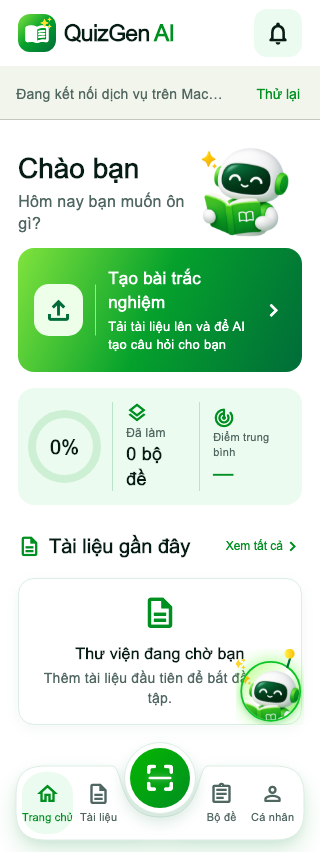 QuizGen AI
Đang kết nối dịch vụ trên Mac...
Thử lại
Chào bạn
Hôm nay bạn muốn ôn
gì?
Tạo bài trắc
nghiệm
Tải tài liệu lên và để AI
tạo câu hỏi cho bạn
0%
Đã làm
0 bộ
đề
Điểm trung
bình
—
Tài liệu gần đây
Xem tất cả
Thư viện đang chờ bạn
Thêm tài liệu đầu tiên để bắt
tập.
Trang chủ
Tài liệu
Bộ đề
Cá nhân